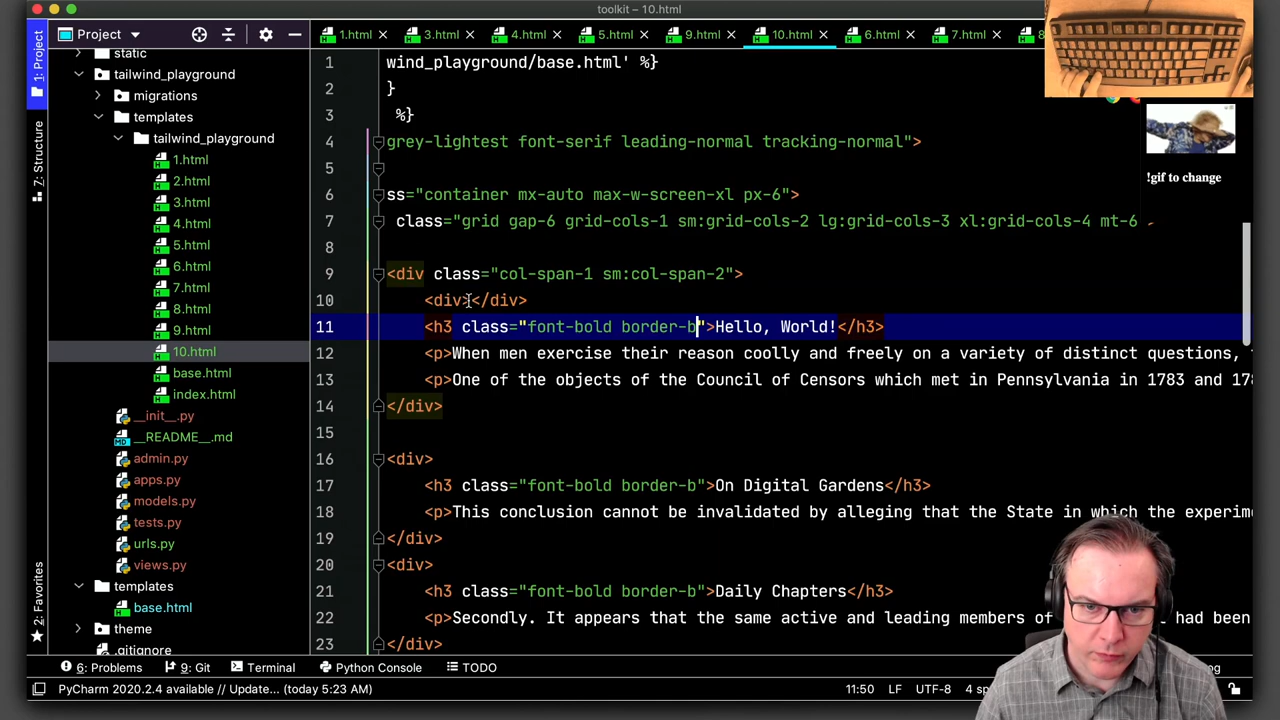 toolkit – 10.html
Project
1.html
3.html
4.html
5.html
9.html
10.html
6.html
7.html
8
1: Project
7: Structure
2: Favorites
static
tailwind_playground
migrations
templates
tailwind_playground
1.html
2.html
3.html
4.html
5.html
6.html
7.html
8.html
9.html
10.html
base.html
index.html
__init__.py
__README__.md
admin.py
apps.py
models.py
tests.py
urls.py
views.py
templates
base.html
theme
.gitignore
1 wind_playground/base.html' %}
2 }
3 %}
4 grey-lightest font-serif leading-normal tracking-normal">
5
6 ss="container mx-auto max-w-screen-xl px-6">
7 class="grid gap-6 grid-cols-1 sm:grid-cols-2 lg:grid-cols-3 xl:grid-cols-4 mt-6
8
9 <div class="col-span-1 sm:col-span-2">
10 <div></div>
11 <h3 class="font-bold border-b">Hello, World!</h3>
12 <p>When men exercise their reason coolly and freely on a variety of distinct questions,
13 <p>One of the objects of the Council of Censors which met in Pennsylvania in 1783 and 178
14 </div>
15
16 <div>
17 <h3 class="font-bold border-b">On Digital Gardens</h3>
18 <p>This conclusion cannot be invalidated by alleging that the State in which the experim
19 </div>
20 <div>
21 <h3 class="font-bold border-b">Daily Chapters</h3>
22 <p>Secondly. It appears that the same active and leading members of
had been
23 </div>
!gif to change
6: Problems
9: Git
Terminal
Python Console
TODO
PyCharm 2020.2.4 available // Update... (today 5:23 AM)
11:50
LF
UTF-8
4 sp